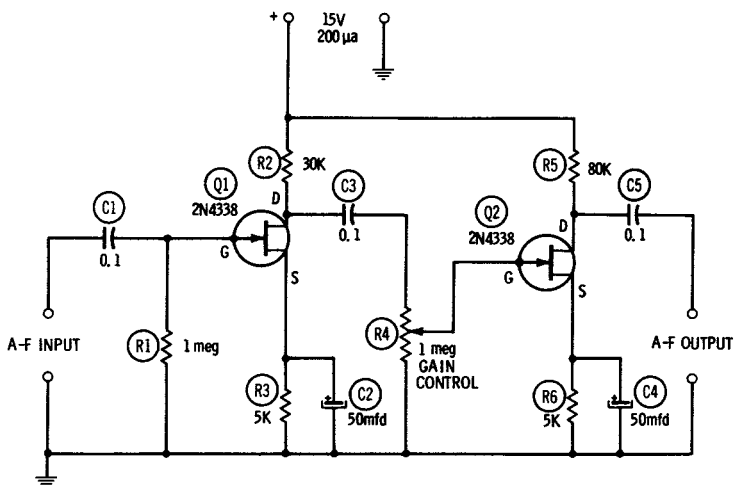 + 15V
200 µa
R2 30K
R5 80K
Q1
2N4338
D
G
S
C1
0.1
C3
0.1
Q2
2N4338
D
G
S
C5
0.1
A-F INPUT
R1 1 meg
R4
1 meg
GAIN
CONTROL
A-F OUTPUT
R3
5K
+
C2
50mfd
R6
5K
+
C4
50mfd